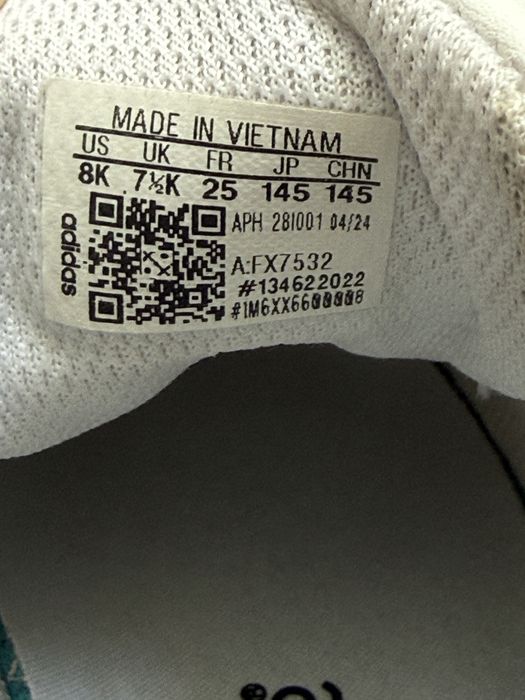 MADE IN VIETNAM
US UK FR JP CHN
8K 7½K 25 145 145
adidas
APH 281001 04/24
A:FX7532
#134622022